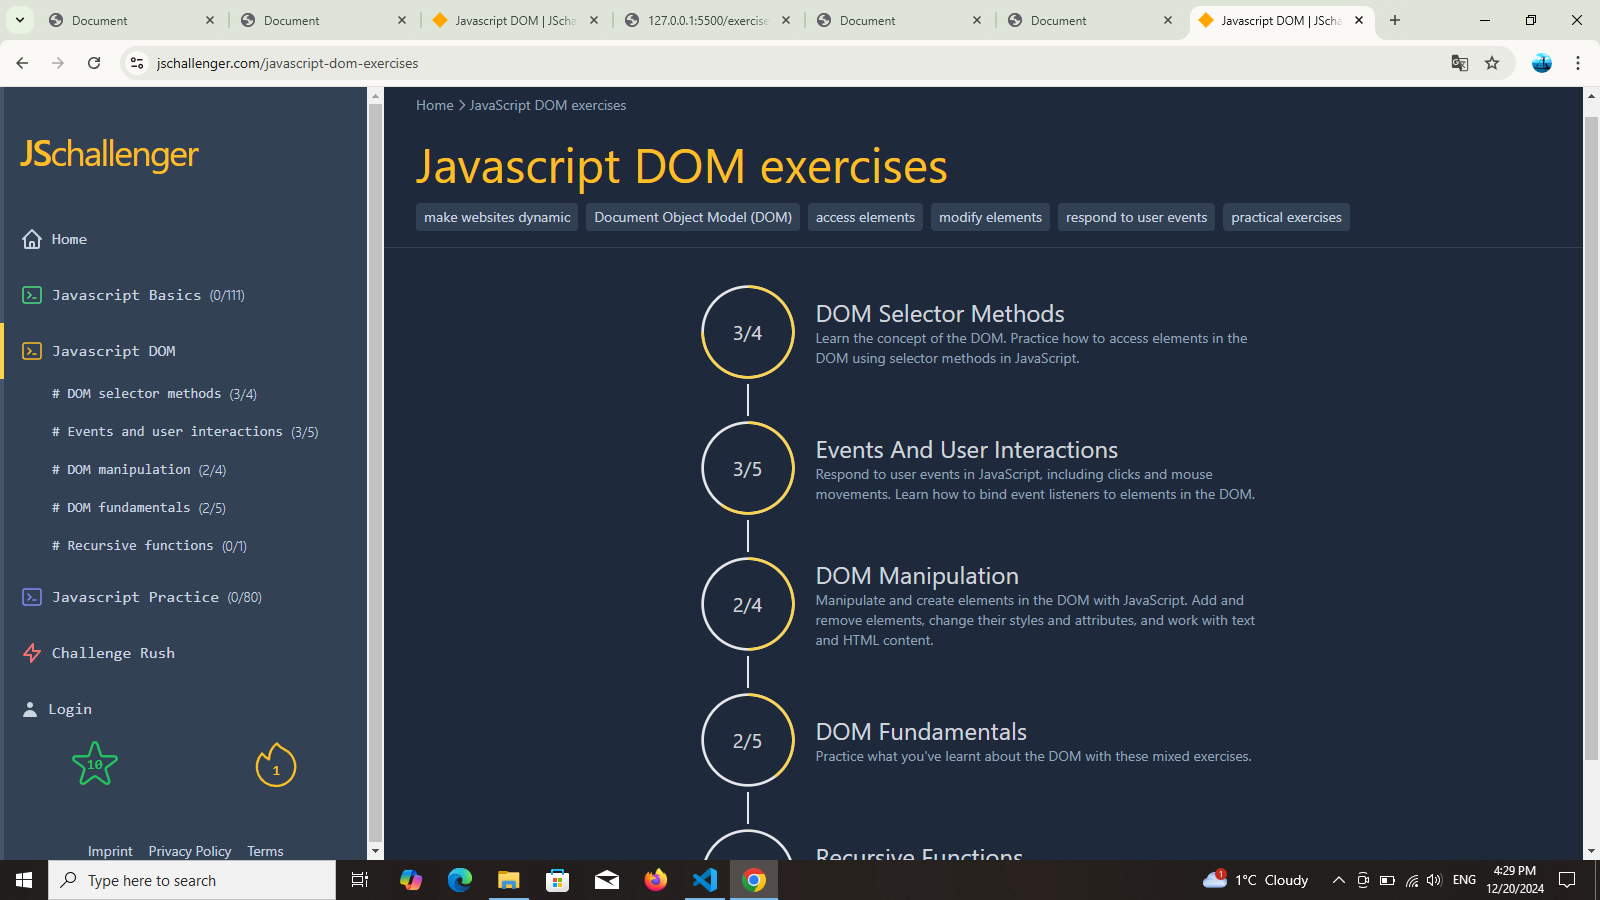 Document
Document
Javascript DOM | JScha
127.0.0.1:5500/exercise
Document
Document
Javascript DOM | JScha
jschallenger.com/javascript-dom-exercises
JSchallenger
Home
Javascript Basics (0/111)
Javascript DOM
# DOM selector methods (3/4)
# Events and user interactions (3/5)
# DOM manipulation (2/4)
# DOM fundamentals (2/5)
# Recursive functions (0/1)
Javascript Practice (0/80)
Challenge Rush
Login
10
1
Imprint Privacy Policy Terms
Home > JavaScript DOM exercises
Javascript DOM exercises
make websites dynamic
Document Object Model (DOM)
access elements
modify elements
respond to user events
practical exercises
3/4
DOM Selector Methods
Learn the concept of the DOM. Practice how to access elements in the
DOM using selector methods in JavaScript.
3/5
Events And User Interactions
Respond to user events in JavaScript, including clicks and mouse
movements. Learn how to bind event listeners to elements in the DOM.
2/4
DOM Manipulation
Manipulate and create elements in the DOM with JavaScript. Add and
remove elements, change their styles and attributes, and work with text
and HTML content.
2/5
DOM Fundamentals
Practice what you've learnt about the DOM with these mixed exercises.
Recursive Functions
Type here to search
1
1°C Cloudy
ENG
4:29 PM
12/20/2024